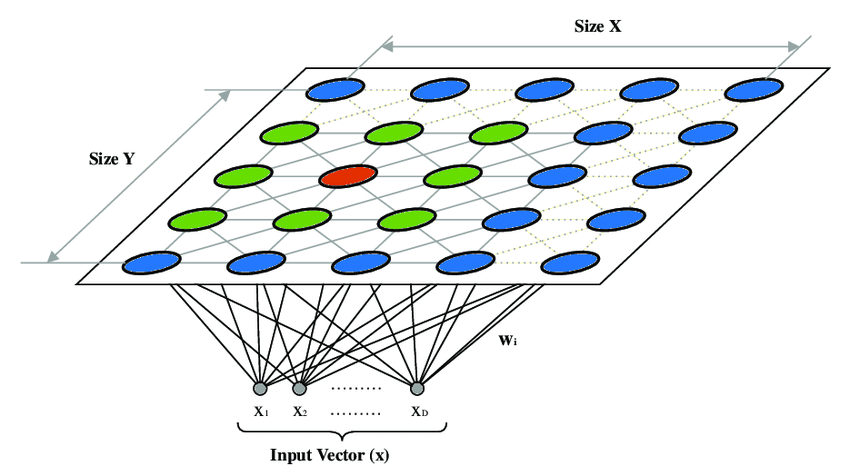 Size X
Size Y
wi
x1 x2 ......... xD
.........
Input Vector (x)